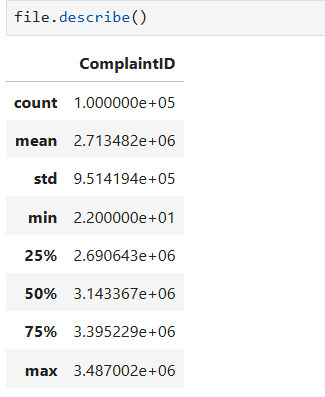 file.describe()
ComplaintID
count 1.000000e+05
mean 2.713482e+06
std 9.514194e+05
min 2.200000e+01
25% 2.690643e+06
50% 3.143367e+06
75% 3.395229e+06
max 3.487002e+06